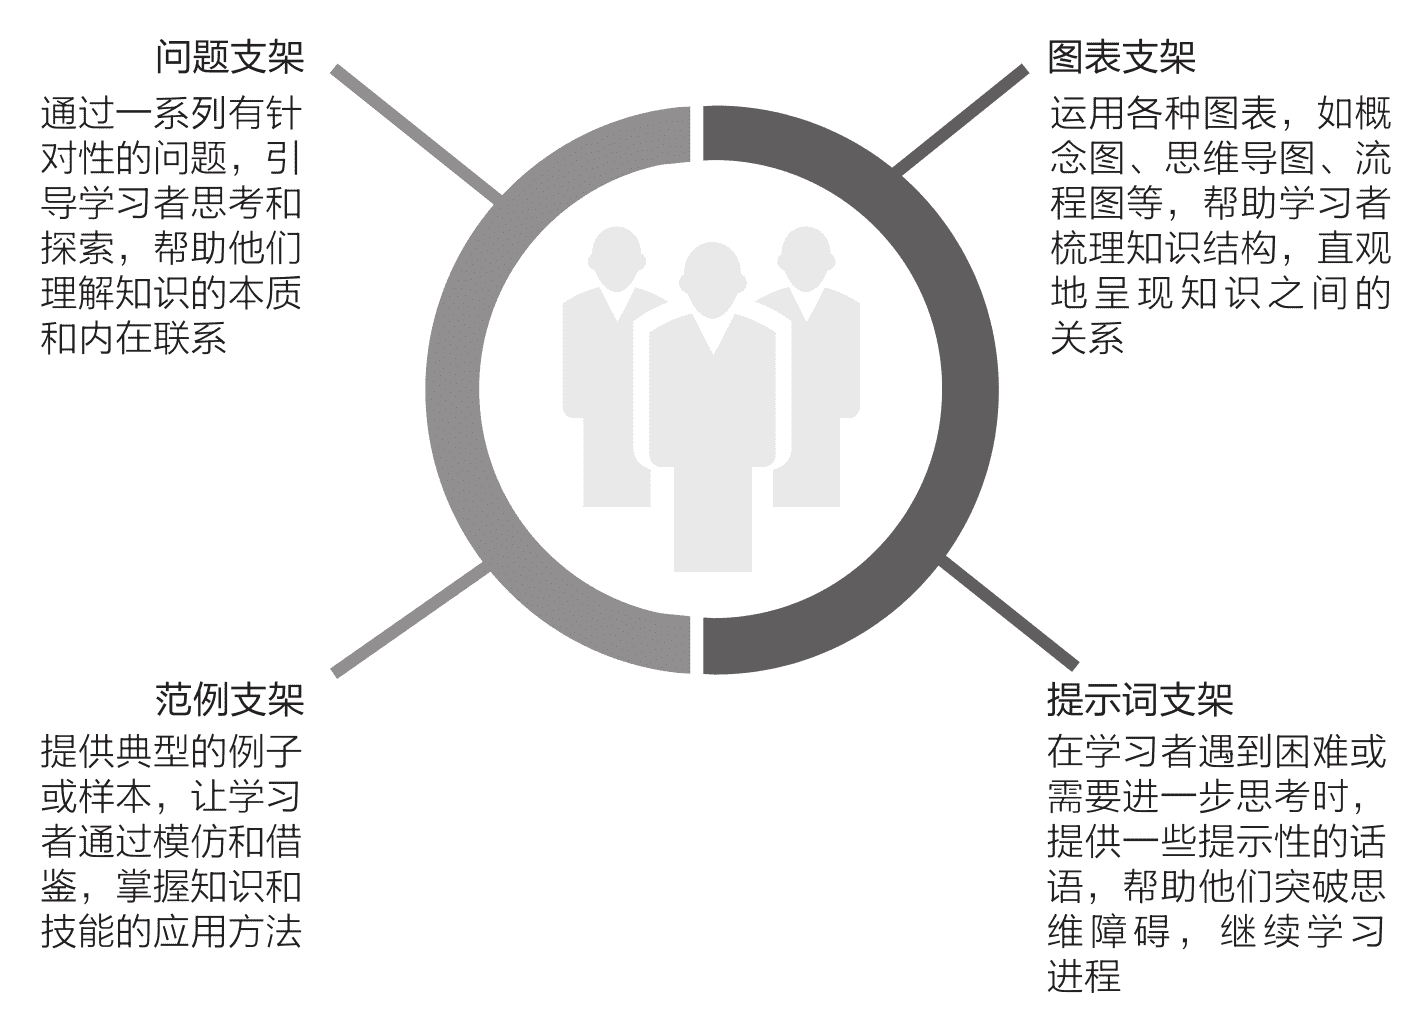 问题支架
通过一系列有针
对性的问题，引
导学习者思考和
探索，帮助他们
理解知识的本质
和内在联系
图表支架
运用各种图表，如概
念图、思维导图、流
程图等，帮助学习者
梳理知识结构，直观
地呈现知识之间的
关系
范例支架
提供典型的例子
或样本，让学习
者通过模仿和借
鉴，掌握知识和
技能的应用方法
提示词支架
在学习者遇到困难或
需要进一步思考时，
提供一些提示性的话
语，帮助他们突破思
维障碍，继续学习
进程